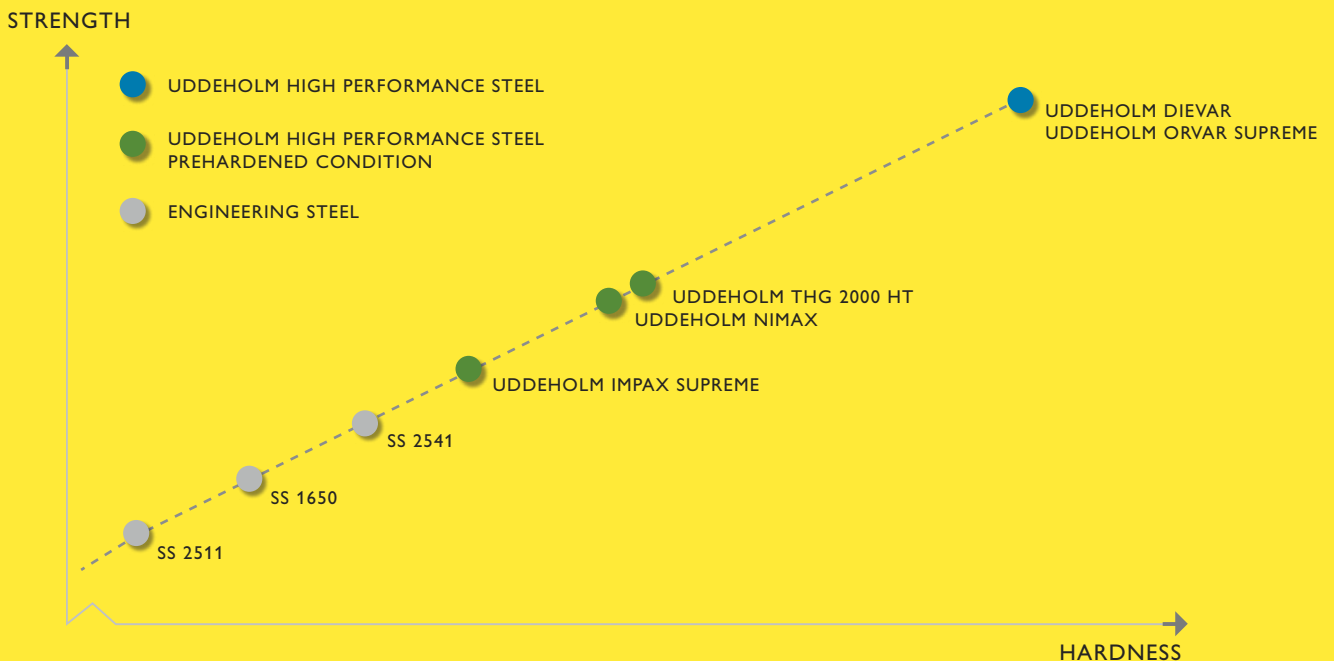 STRENGTH
UDDEHOLM HIGH PERFORMANCE STEEL
UDDEHOLM HIGH PERFORMANCE STEEL
PREHARDENED CONDITION
ENGINEERING STEEL
UDDEHOLM DIEVAR
UDDEHOLM ORVAR SUPREME
UDDEHOLM THG 2000 HT
UDDEHOLM NIMAX
UDDEHOLM IMPAX SUPREME
SS 2541
SS 1650
SS 2511
HARDNESS